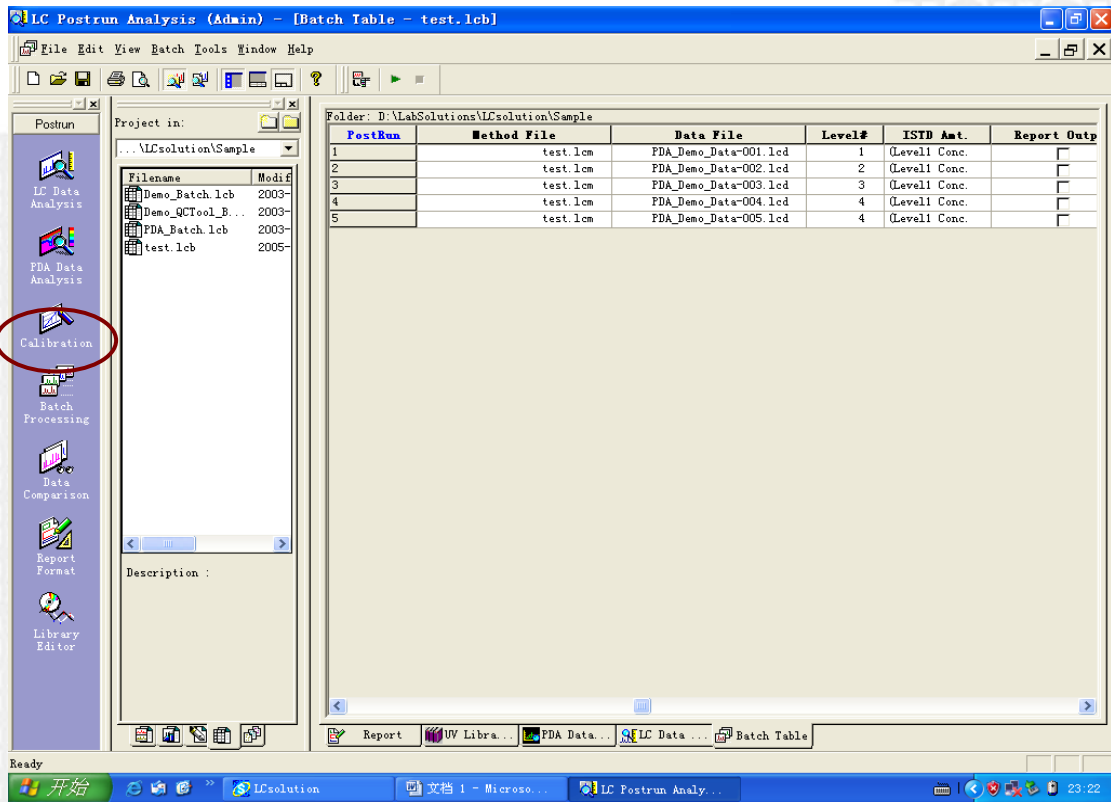 LC Postrun Analysis (Admin) - [Batch Table - test.lcb]
File Edit View Batch Tools Window Help
Postrun
LC Data
Analysis
PDA Data
Analysis
Calibration
Batch
Processing
Data
Comparison
Report
Format
Library
Editor
Project in:
...\LCsolution\Sample
Filename Modif
Demo_Batch.lcb 2003-
Demo_QCTool_B... 2003-
PDA_Batch.lcb 2003-
test.lcb 2005-
Description :
Folder: D:\LabSolutions\LCsolution\Sample
PostRun Method File Data File Level# ISTD Amt. Report Outp
1 test.lcm PDA_Demo_Data-001.lcd 1 (Level1 Conc.
2 test.lcm PDA_Demo_Data-002.lcd 2 (Level1 Conc.
3 test.lcm PDA_Demo_Data-003.lcd 3 (Level1 Conc.
4 test.lcm PDA_Demo_Data-004.lcd 4 (Level1 Conc.
5 test.lcm PDA_Demo_Data-005.lcd 4 (Level1 Conc.
Report UV Libra... PDA Data... LC Data ... Batch Table
Ready
开始 LCsolution 文档 1 - Microso... LC Postrun Analy... 23:22